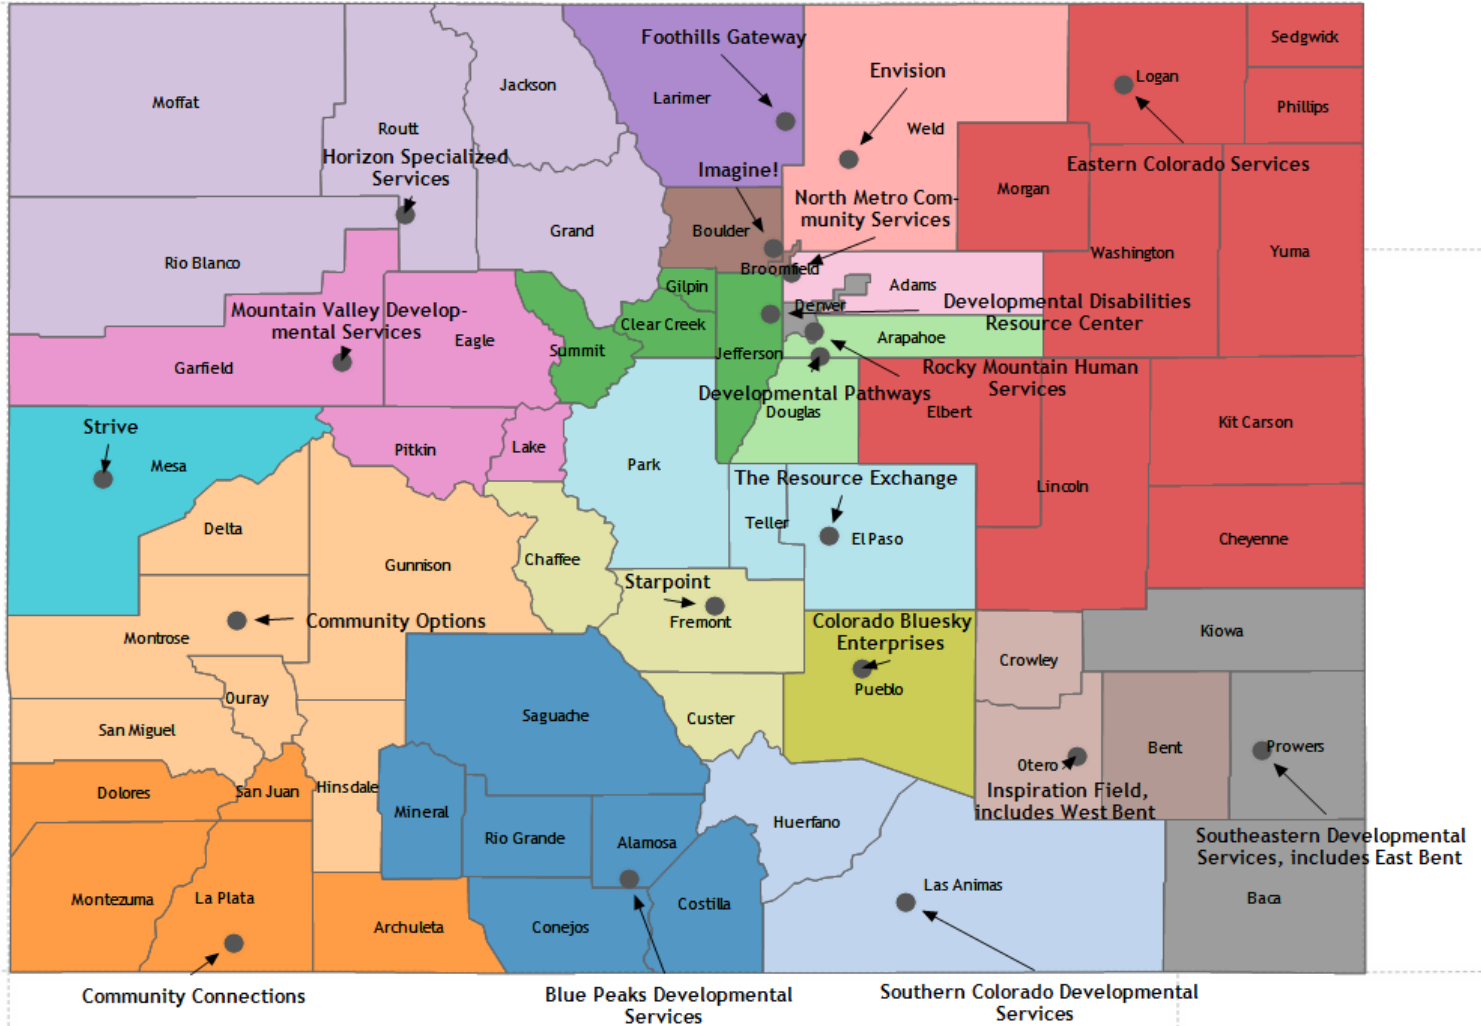 Foothills Gateway
Sedgwick
Envision
Logan
Jackson
Larimer
Moffat
Phillips
Routt
Weld
Horizon Specialized
Services
Eastern Colorado Services
Imagine!
Morgan
North Metro Com-
munity Services
Grand
Boulder
Washington
Yuma
Rio Blanco
Broomfield
Gilpin
Adams
Developmental Disabilities
Resource Center
Denver
Mountain Valley Develop-
mental Services
Clear Creek
Eagle
Arapahoe
Summit
Jefferson
Garfield
Rocky Mountain Human
Services
Developmental Pathways
Douglas
Elbert
Kit Carson
Strive
Lake
Pitkin
Mesa
Park
The Resource Exchange
Lincoln
Teller
Delta
El Paso
Cheyenne
Chaffee
Gunnison
Starpoint
Fremont
Community Options
Colorado Bluesky
Enterprises
Kiowa
Montrose
Crowley
Pueblo
Ouray
Saguache
Custer
San Miguel
Bent
Prowers
Otero
Dolores
San Juan
Hinsdale
Inspiration Field,
includes West Bent
Mineral
Huerfano
Rio Grande
Alamosa
Southeastern Developmental
Services, includes East Bent
Las Animas
Montezuma
La Plata
Baca
Costilla
Archuleta
Conejos
Community Connections
Blue Peaks Developmental
Services
Southern Colorado Developmental
Services